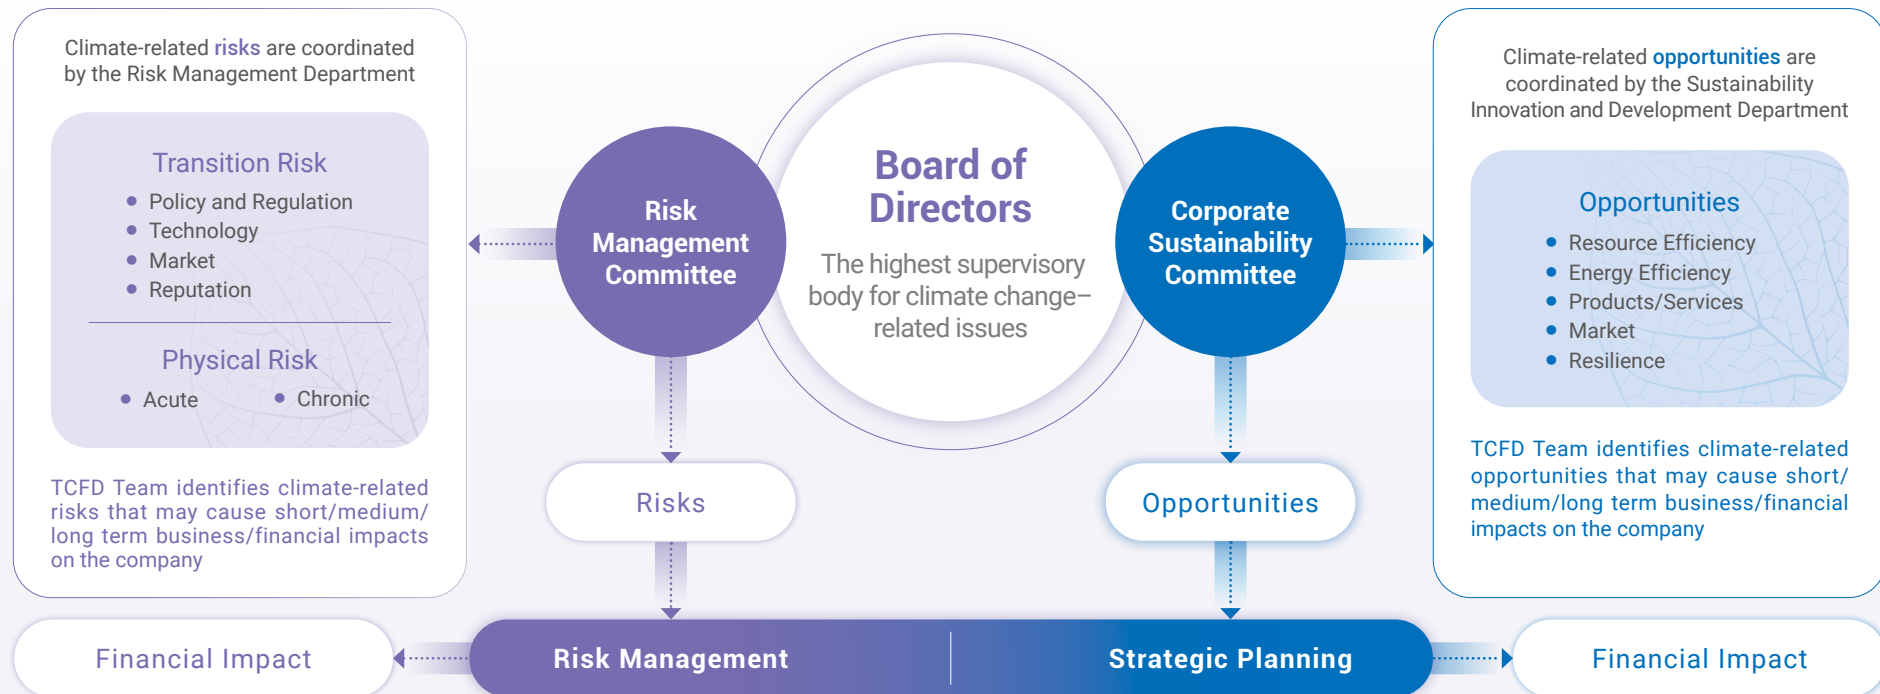 Climate-related risks are coordinated
by the Risk Management Department
Transition Risk
Policy and Regulation
Technology
Market
Reputation
Physical Risk
Acute
Chronic
TCFD Team identifies climate-related
risks that may cause short/medium/
long term business/financial impacts
on the company
Risk
Management
Committee
Board of
Directors
The highest supervisory
body for climate change–
related issues
Corporate
Sustainability
Committee
Climate-related opportunities are
coordinated by the Sustainability
Innovation and Development Department
Opportunities
Resource Efficiency
Energy Efficiency
Products/Services
Market
Resilience
TCFD Team identifies climate-related
opportunities that may cause short/
medium/long term business/financial
impacts on the company
Risks
Opportunities
Financial Impact
Risk Management
Strategic Planning
Financial Impact